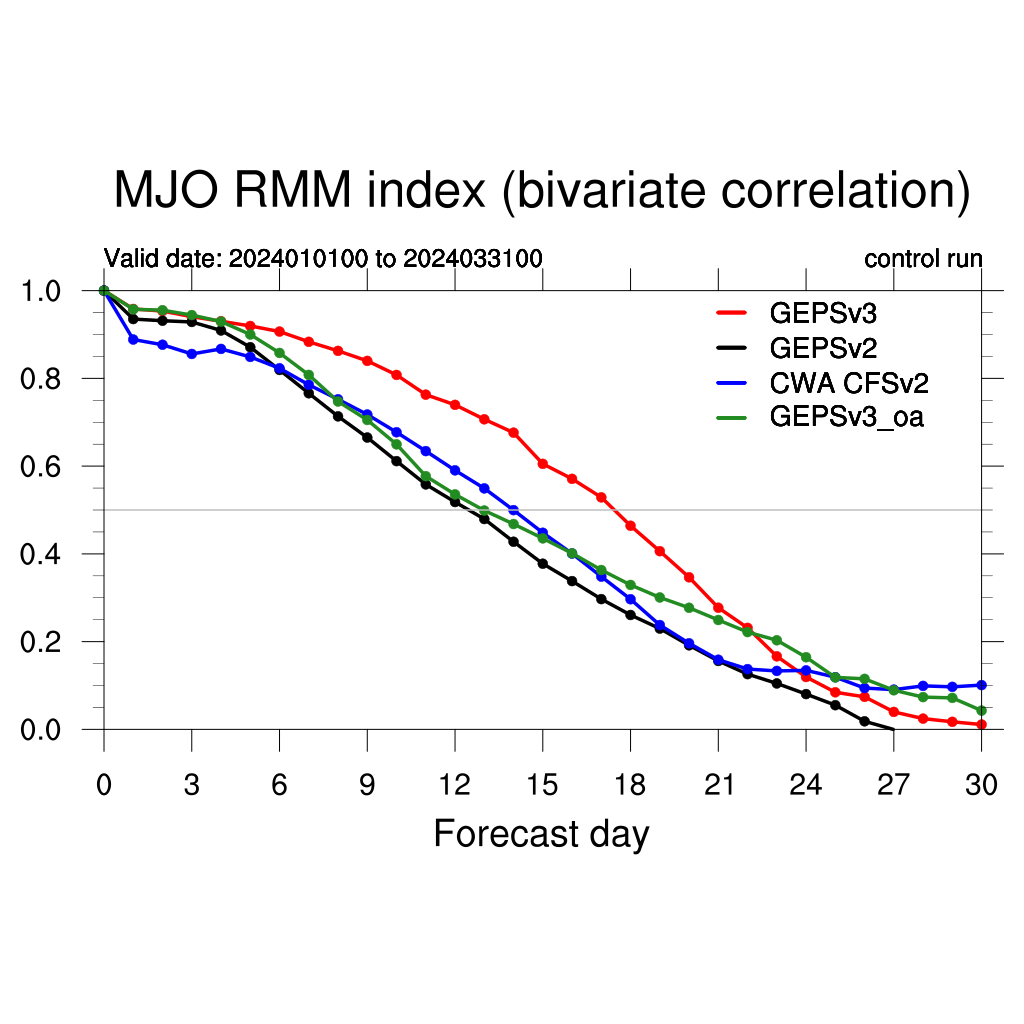 MJO RMM index (bivariate correlation)
Valid date: 2024010100 to 2024033100 control run
1.0
0.8
0.6
0.4
0.2
0.0
GEPSv3
GEPSv2
CWA CFSv2
GEPSv3_oa
0 3 6 9 12 15 18 21 24 27 30
Forecast day